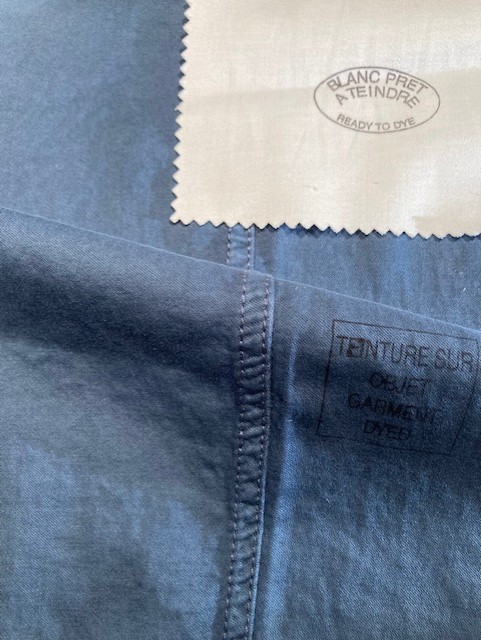 BLANC PRET
A TEINDRE
READY TO DYE
TEINTURE SUR
OBJET
GARMENT
DYED